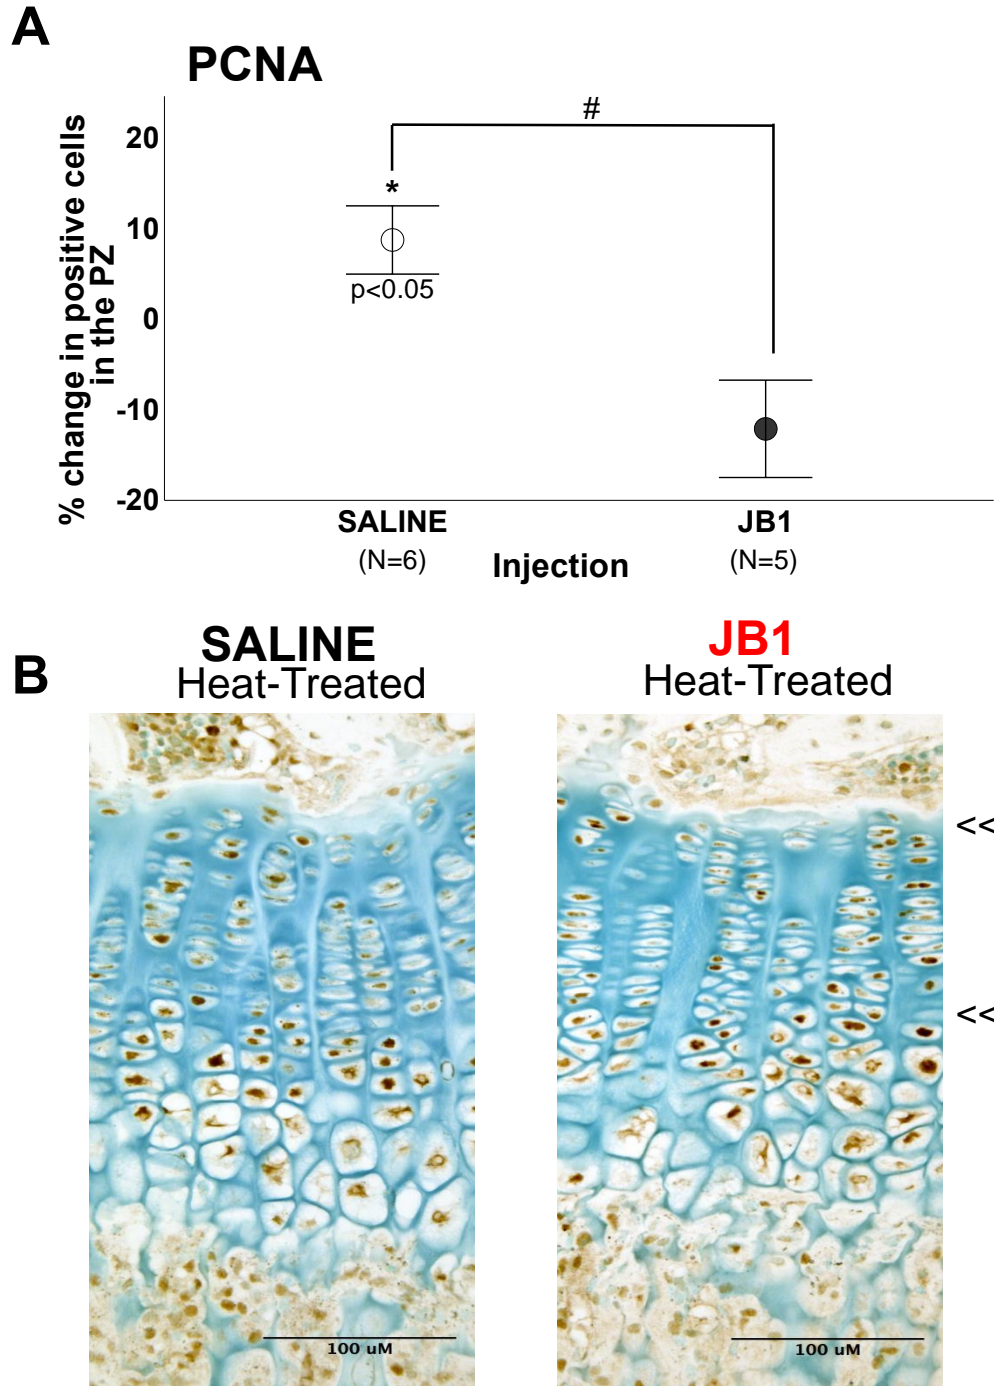 A
PCNA
#
% change in positive cells
in the PZ
20
10
0
-10
-20
*
p<0.05
SALINE
JB1
(N=6)
(N=5)
Injection
B
SALINE
Heat-Treated
JB1
Heat-Treated
<<
<<
100 uM
100 uM